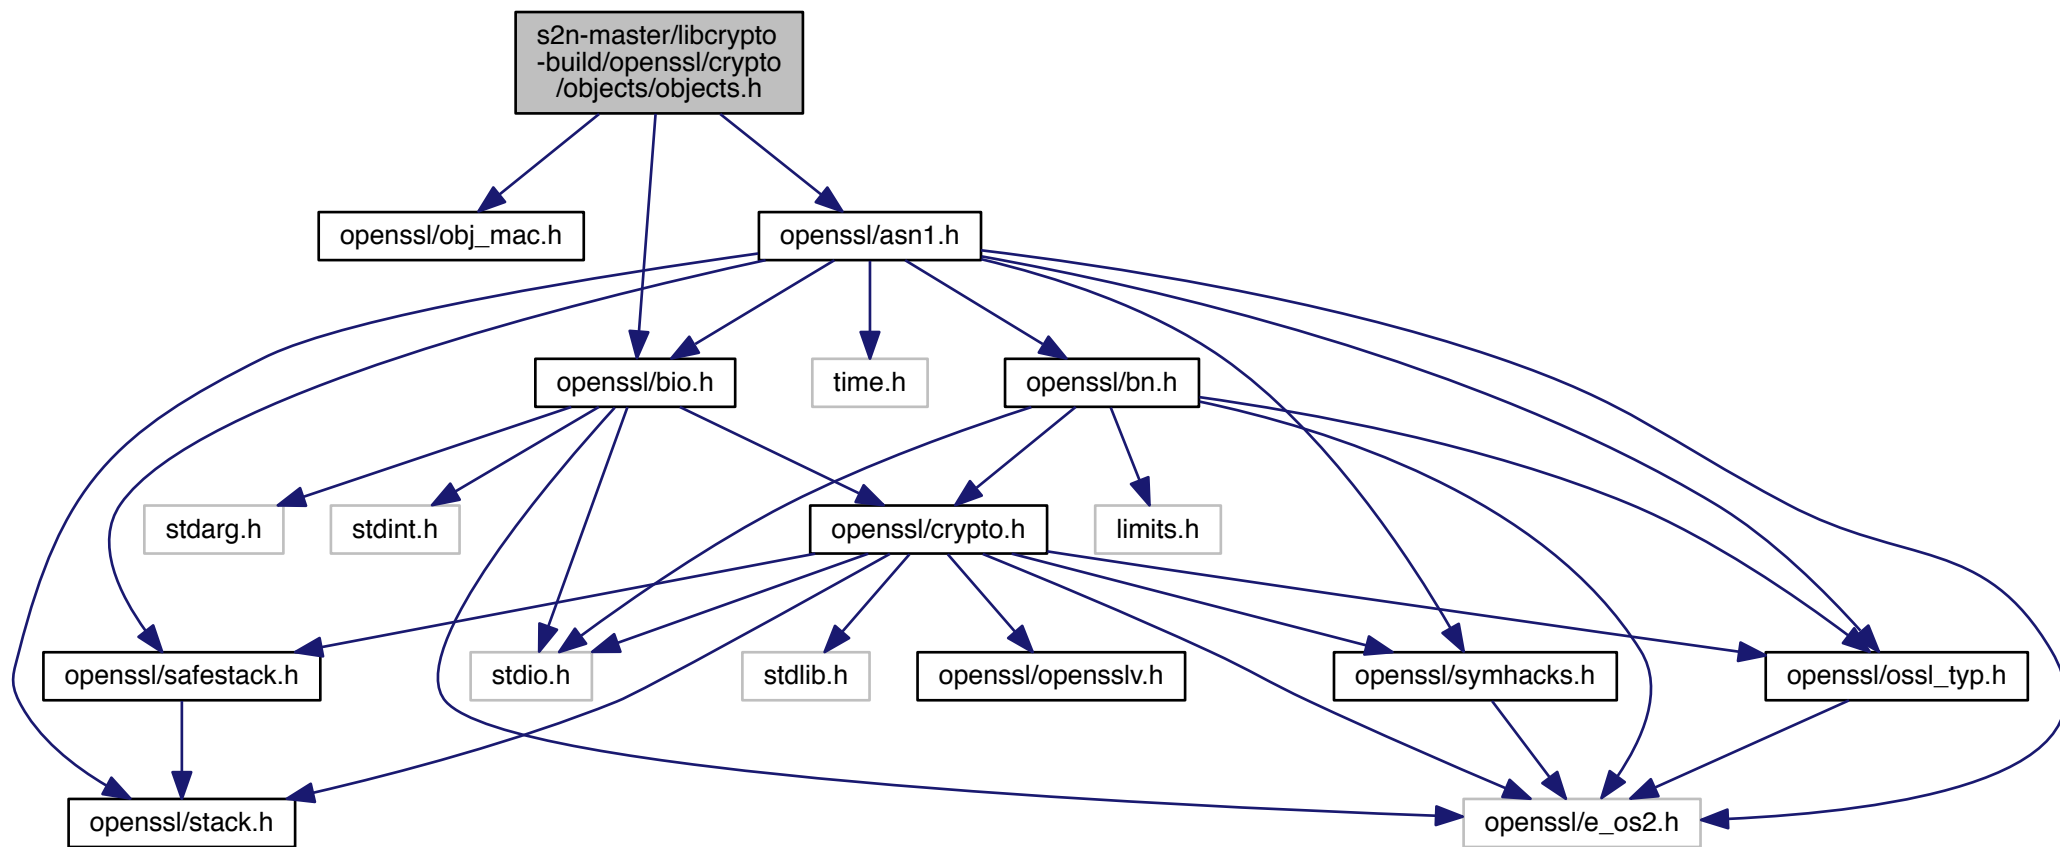 s2n-master/libcrypto
-build/openssl/crypto
/objects/objects.h
openssl/obj_mac.h
openssl/asn1.h
openssl/bio.h
time.h
openssl/bn.h
stdarg.h
stdint.h
openssl/crypto.h
limits.h
openssl/safestack.h
stdio.h
stdlib.h
openssl/opensslv.h
openssl/symhacks.h
openssl/ossl_typ.h
openssl/stack.h
openssl/e_os2.h